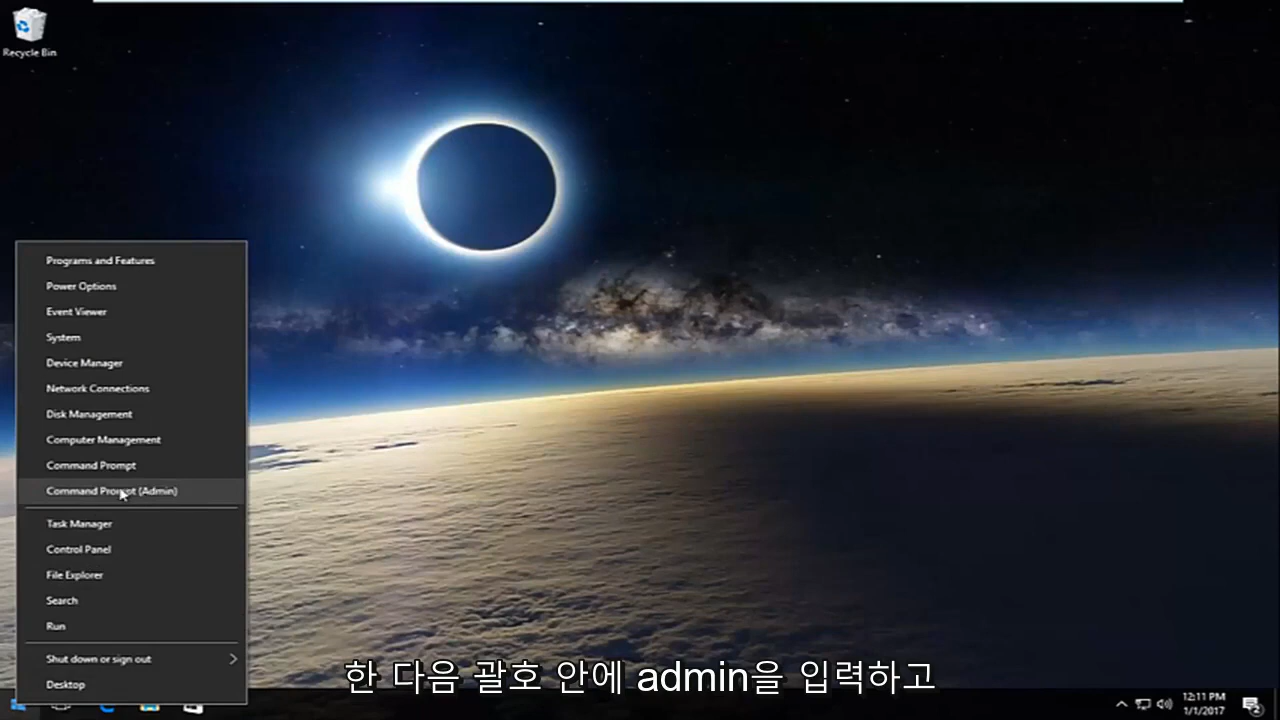 Recycle Bin
Programs and Features
Power Options
Event Viewer
System
Device Manager
Network Connections
Disk Management
Computer Management
Command Prompt
Command Prompt (Admin)
Task Manager
Control Panel
File Explorer
Search
Run
Shut down or sign out
Desktop
한 다음 괄호 안에 admin을 입력하고
12:11 PM
1/1/2017
2